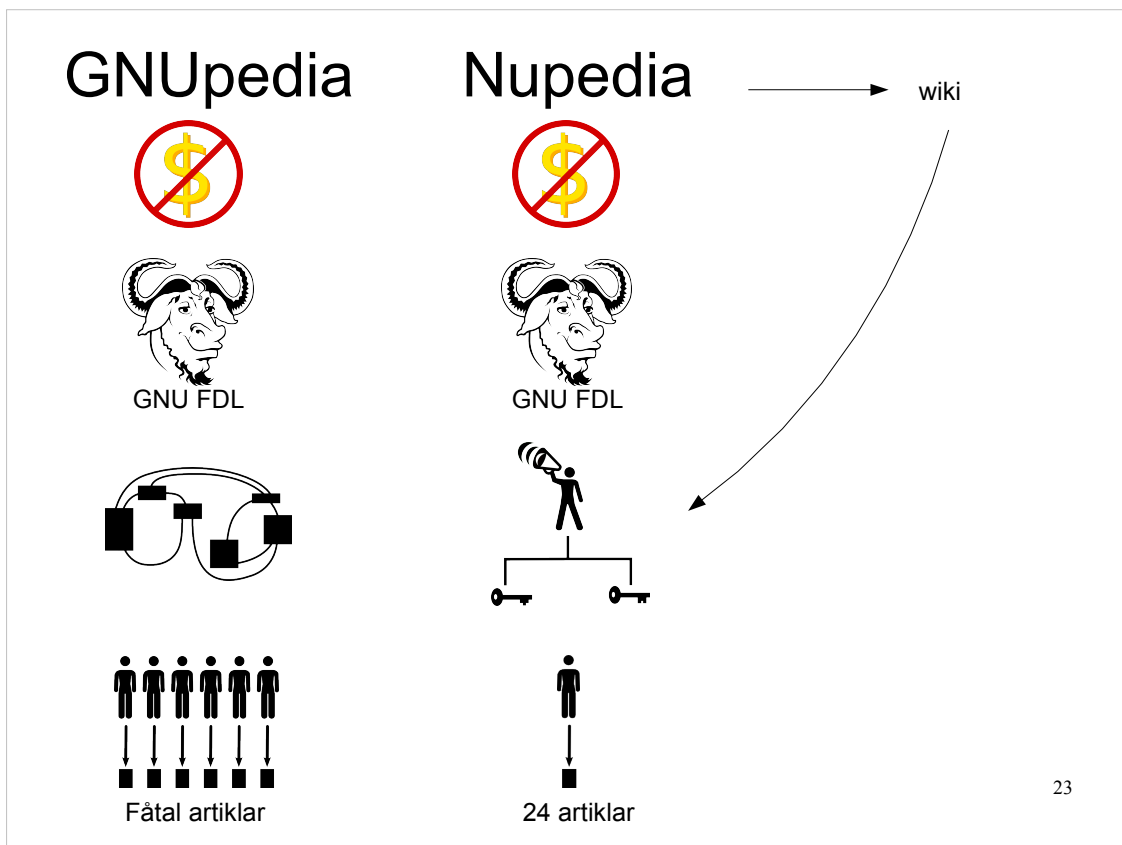 GNUpedia
Nupedia
wiki
GNU FDL
GNU FDL
Fåtal artiklar
24 artiklar
23